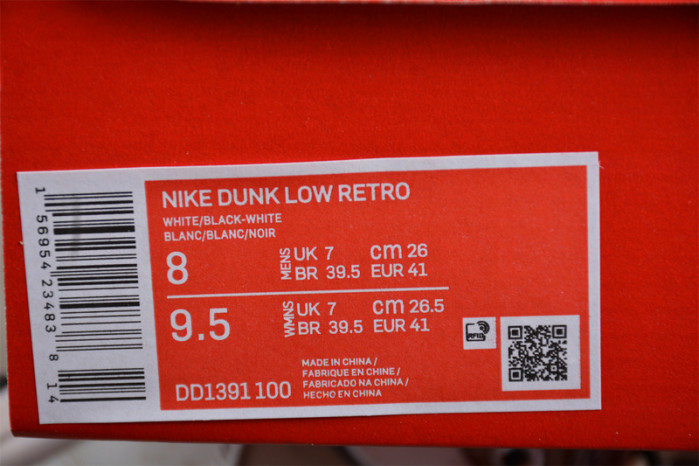 NIKE DUNK LOW RETRO
WHITE/BLACK-WHITE
BLANC/BLANC/NOIR
8 MENS UK 7 cm 26
BR 39.5 EUR 41
9.5 WMNS UK 7 cm 26.5
BR 39.5 EUR 41
MADE IN CHINA /
FABRIQUE EN CHINE /
FABRICADO NA CHINA /
HECHO EN CHINA
DD1391 100
1 56954 23483 8 14